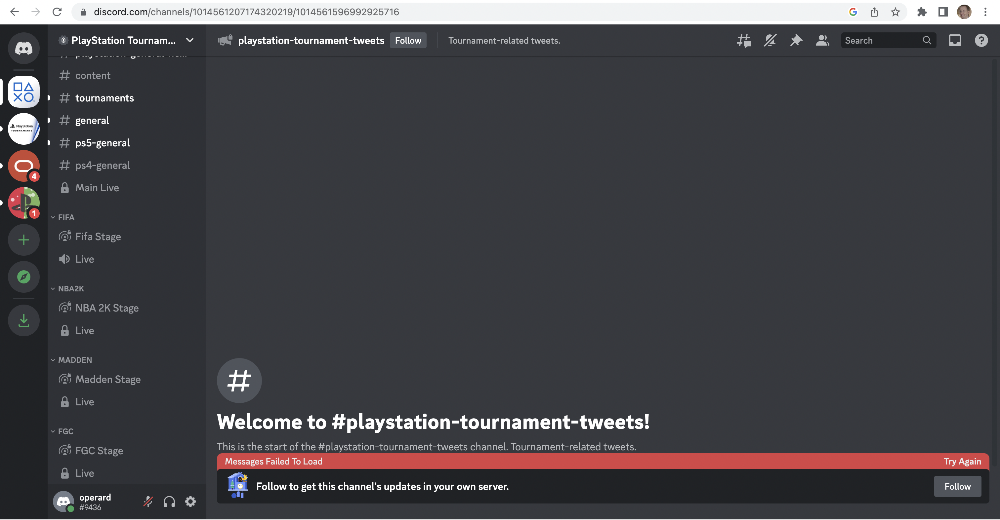 discord.com/channels/1014561207174320219/1014561596992925716
PlayStation Tournam...
playstation-tournament-tweets
Follow
Tournament-related tweets.
Search
content
tournaments
general
PlayStation
TOURNAMENTS
ps5-general
ps4-general
4
Main Live
1
FIFA
Fifa Stage
Live
NBA2K
NBA 2K Stage
Live
MADDEN
Madden Stage
Live
FGC
FGC Stage
Live
operard
#9436
Welcome to #playstation-tournament-tweets!
This is the start of the #playstation-tournament-tweets channel. Tournament-related tweets.
Messages Failed To Load
Try Again
Follow to get this channel's updates in your own server.
Follow